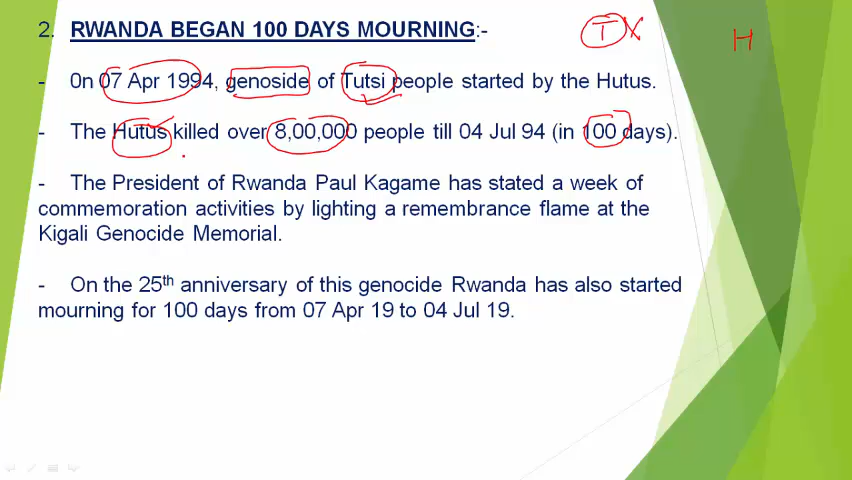 2. RWANDA BEGAN 100 DAYS MOURNING:-
T X
H
- 0n 07 Apr 1994, genoside of Tutsi people started by the Hutus.
- The Hutus killed over 8,00,000 people till 04 Jul 94 (in 100 days).
- The President of Rwanda Paul Kagame has stated a week of
commemoration activities by lighting a remembrance flame at the
Kigali Genocide Memorial.
- On the 25th anniversary of this genocide Rwanda has also started
mourning for 100 days from 07 Apr 19 to 04 Jul 19.